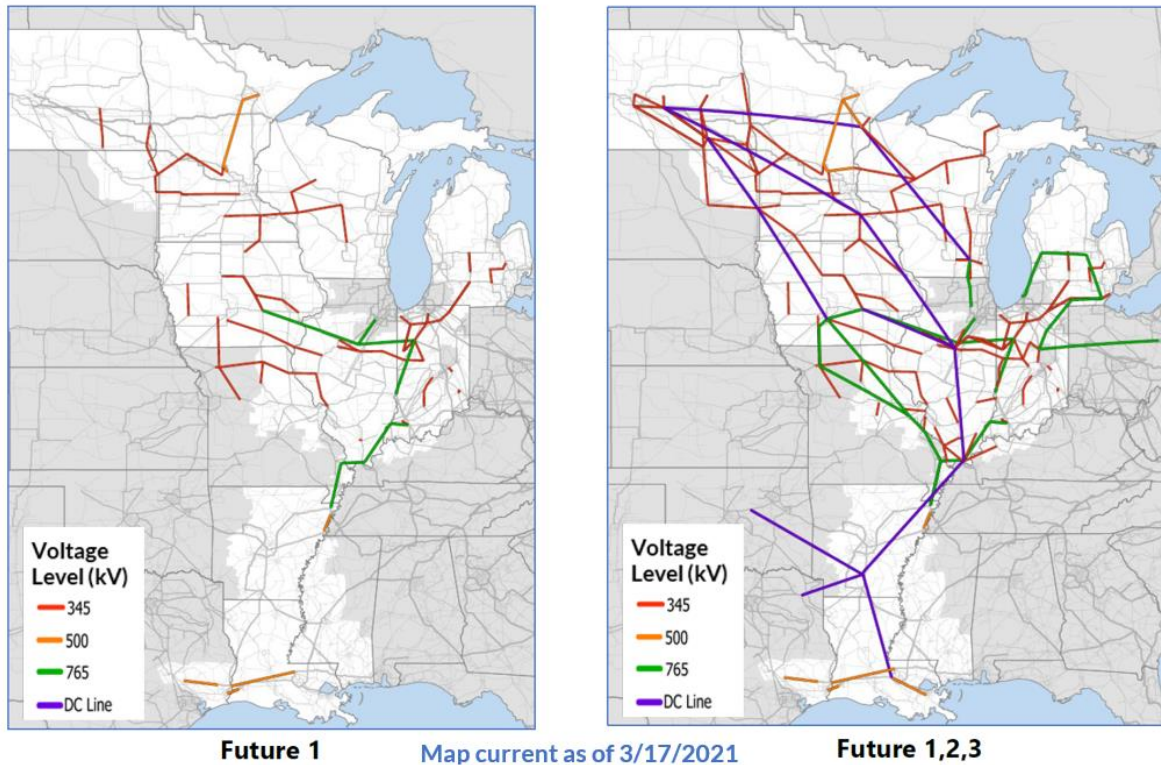 Voltage
Level (kV)
345
500
765
DC Line
Voltage
Level (kV)
345
500
765
DC Line
Future 1
Map current as of 3/17/2021
Future 1,2,3